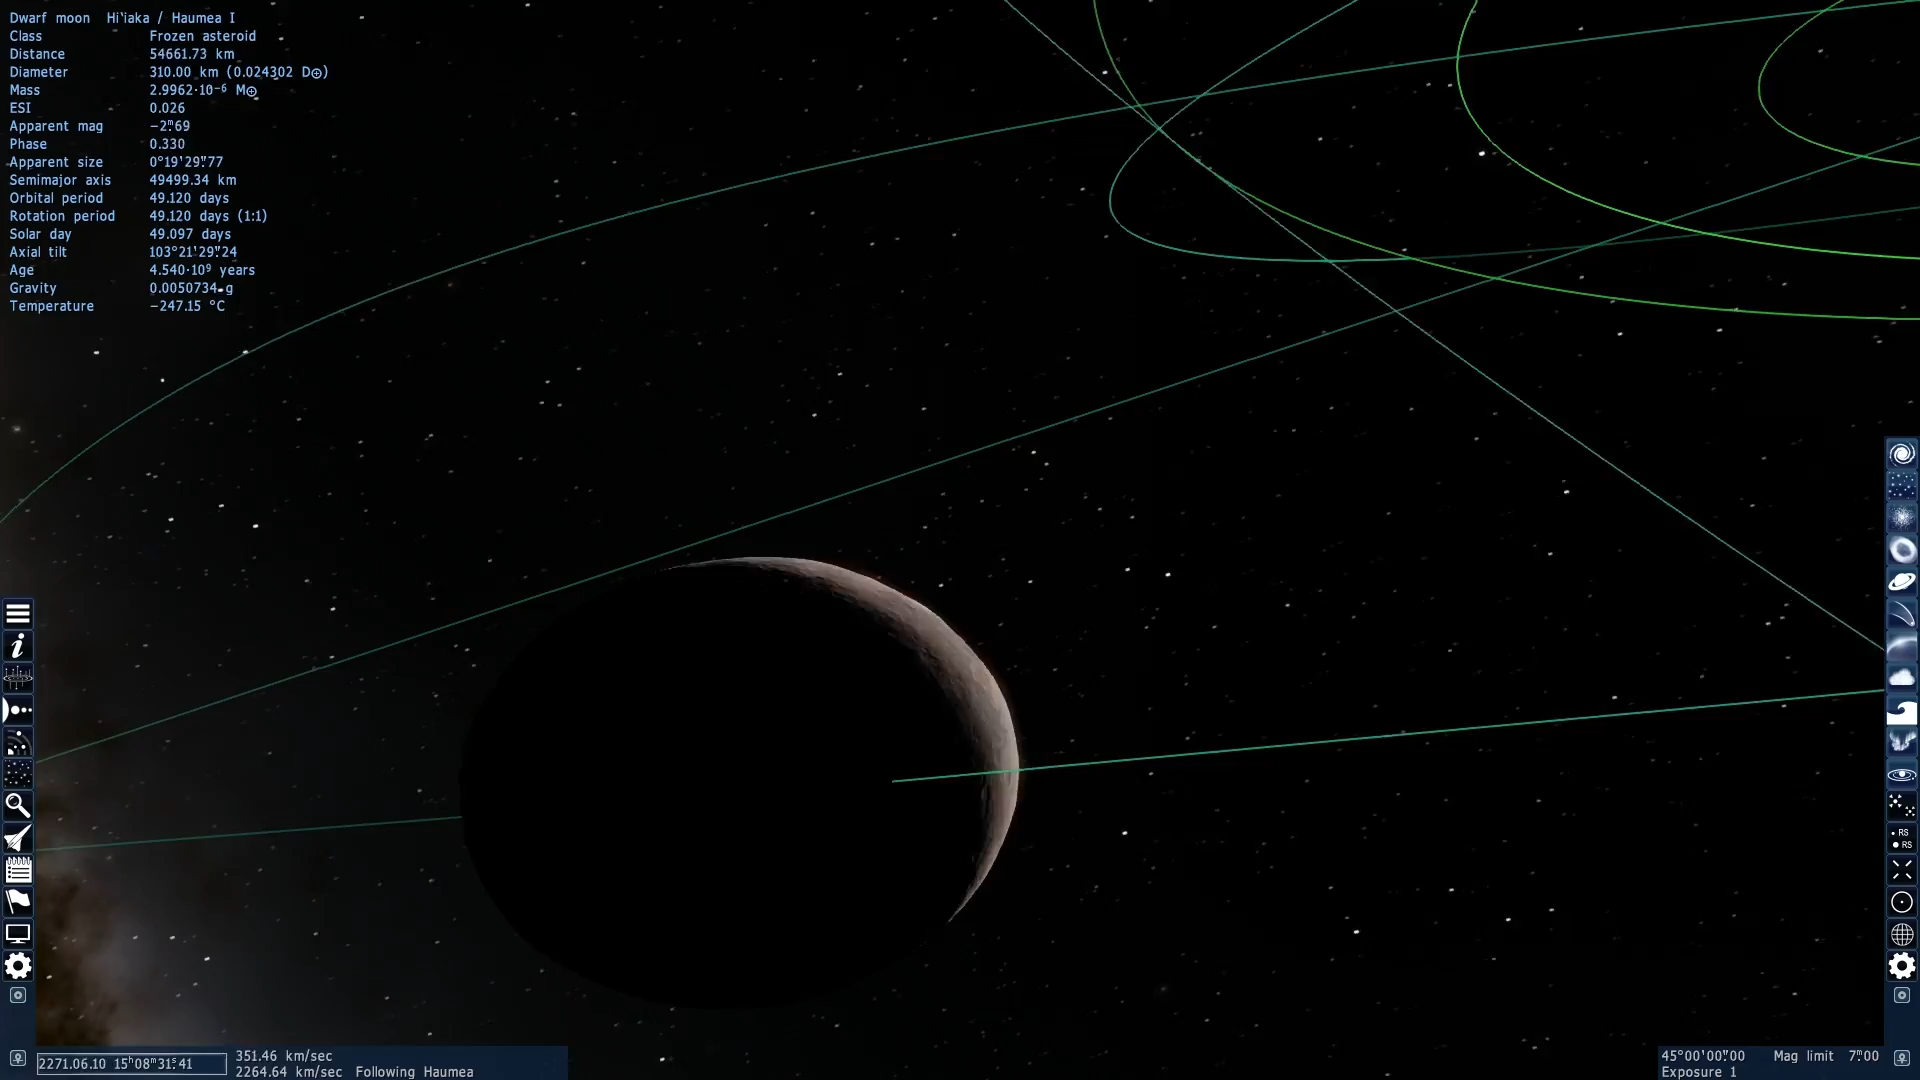 Dwarf moon Hi'iaka / Haumea I
Class Frozen asteroid
Distance 54661.73 km
Diameter 310.00 km (0.024302 D⊕)
Mass 2.9962·10⁻⁶ M⊕
ESI 0.026
Apparent mag −2ᵐ.69
Phase 0.330
Apparent size 0°19'29".77
Semimajor axis 49499.34 km
Orbital period 49.120 days
Rotation period 49.120 days (1:1)
Solar day 49.097 days
Axial tilt 103°21'29".24
Age 4.540·10⁹ years
Gravity 0.0050734 g
Temperature −247.15 °C
RS
RS
2271.06.10 15ʰ08ᵐ31ˢ.41
351.46 km/sec
2264.64 km/sec Following Haumea
45°00'00".00 Mag limit 7ᵐ.00
Exposure 1